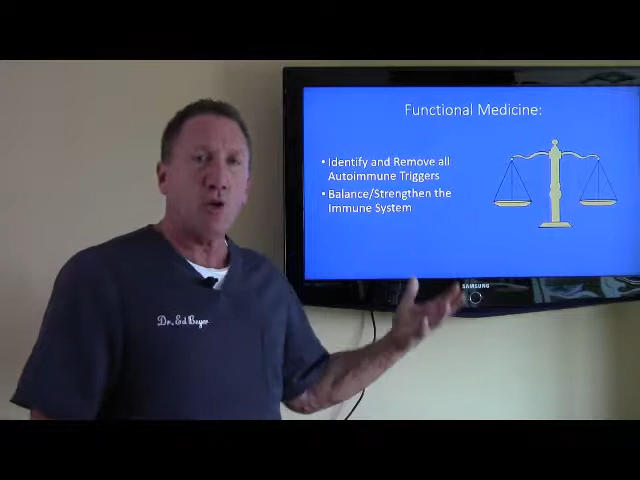 Functional Medicine:
• Identify and Remove all
Autoimmune Triggers
• Balance/Strengthen the
Immune System
SAMSUNG
Dr. Ed Beyer